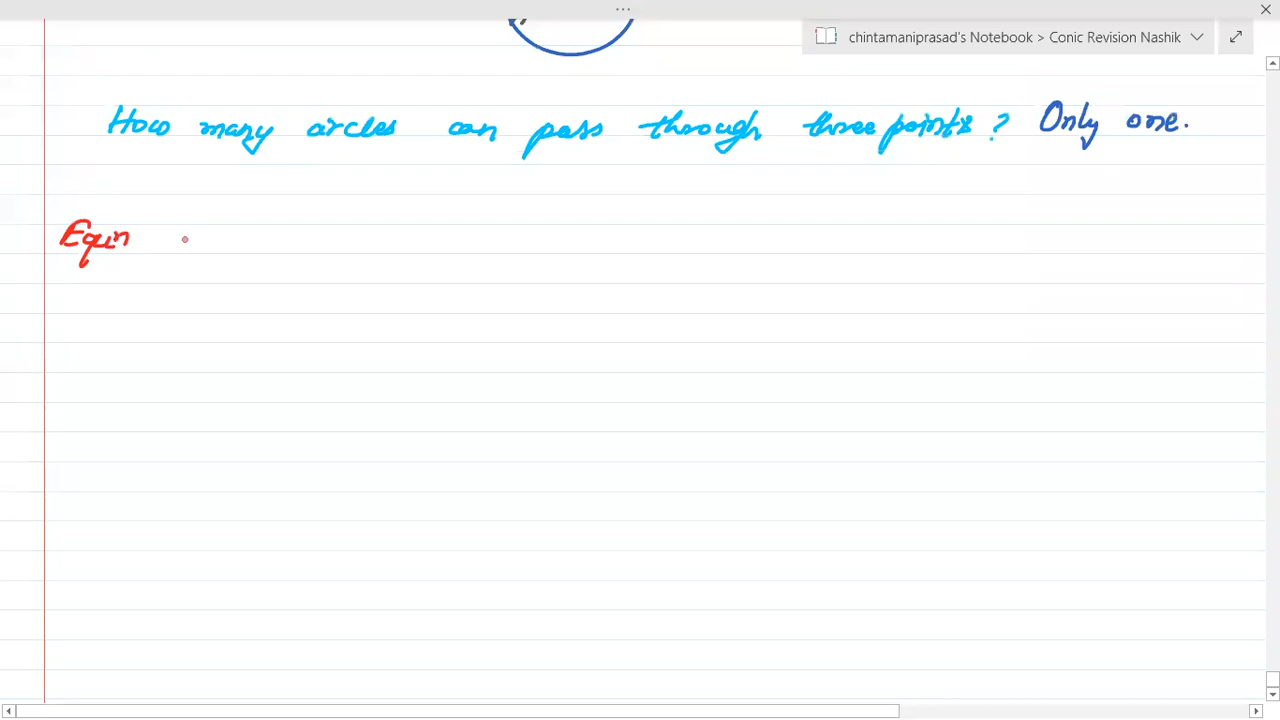 chintamaniprasad's Notebook > Conic Revision Nashik
How many circles can pass through three points? Only one.
Eqn